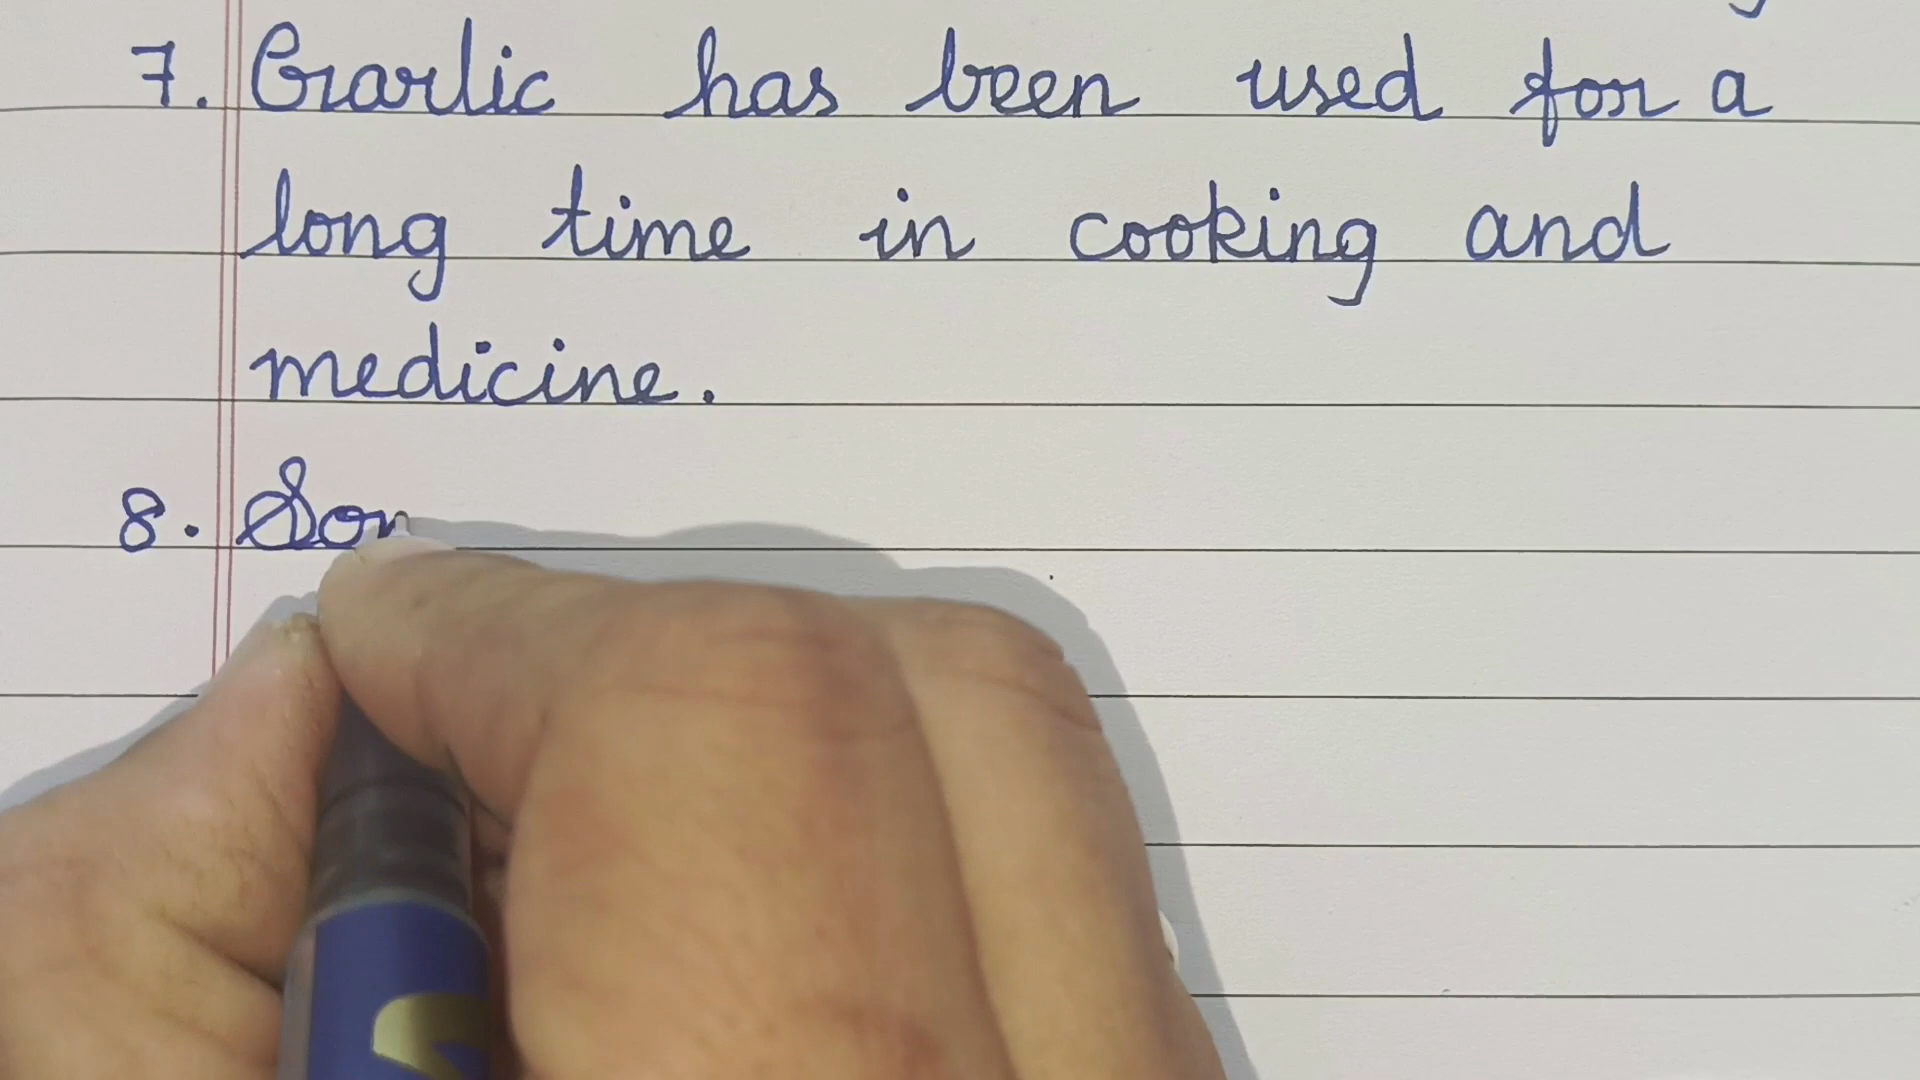 7. Garlic has been used for a
long time in cooking and
medicine.
8.